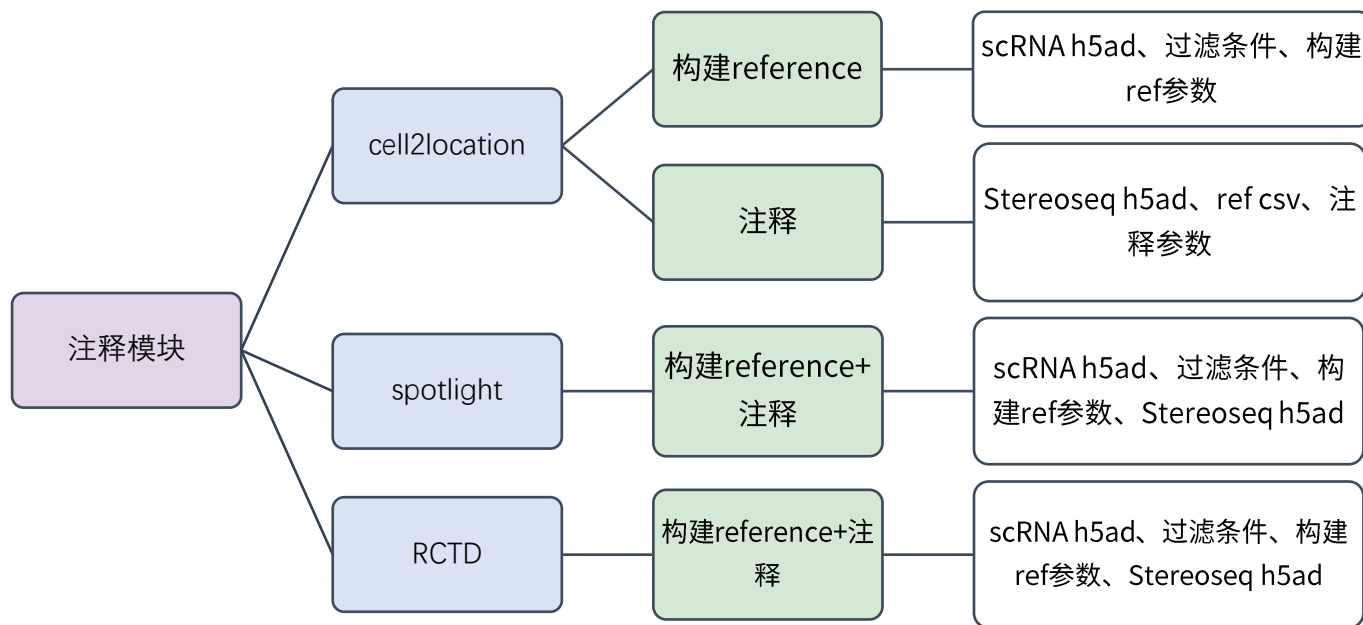 构建reference
scRNA h5ad、过滤条件、构建
ref参数
cell2location
注释
Stereoseq h5ad、ref csv、注
释参数
注释模块
spotlight
构建reference+
注释
scRNA h5ad、过滤条件、构
建ref参数、Stereoseq h5ad
RCTD
构建reference+注
释
scRNA h5ad、过滤条件、构建
ref参数、Stereoseq h5ad